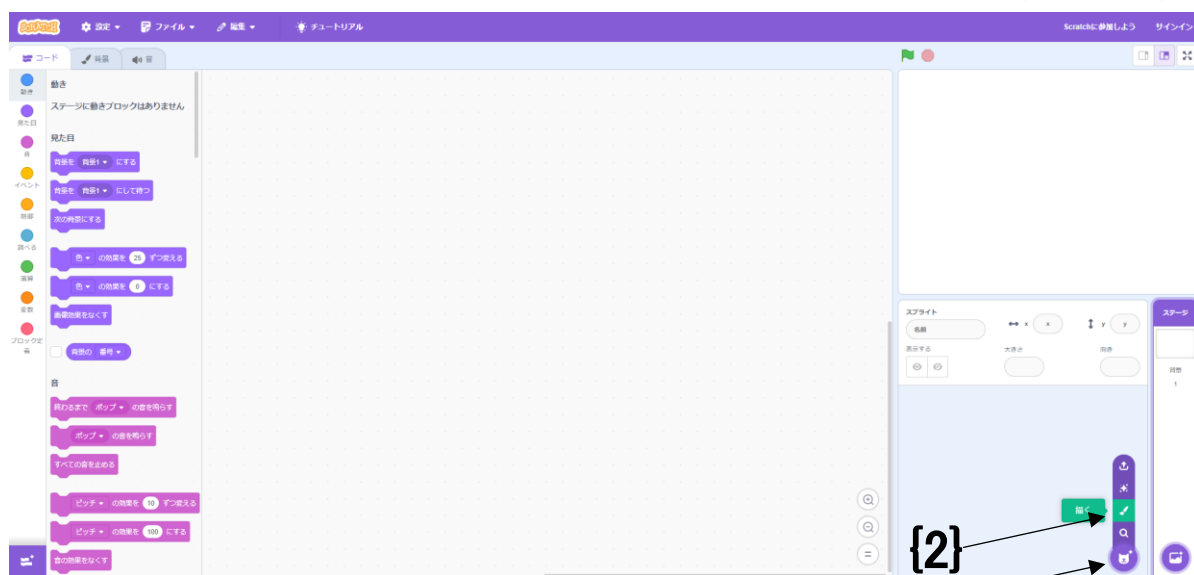 SCRATCH 設定 ファイル 編集 チュートリアル Scratchに参加しよう サインイン
コード 背景 音
動き
見た目
音
イベント
制御
調べる
演算
変数
ブロック定義
動き
ステージに動きブロックはありません
見た目
背景を 背景1 にする
背景を 背景1 にして待つ
次の背景にする
色 の効果を 25 ずつ変える
色 の効果を 0 にする
画像効果をなくす
背景の 番号
音
終わるまで ポップ の音を鳴らす
ポップ の音を鳴らす
すべての音を止める
ピッチ の効果を 10 ずつ変える
ピッチ の効果を 100 にする
音の効果をなくす
スプライト
名前 x x y y
表示する 大きさ 向き
ステージ
背景
1
描く
{2}